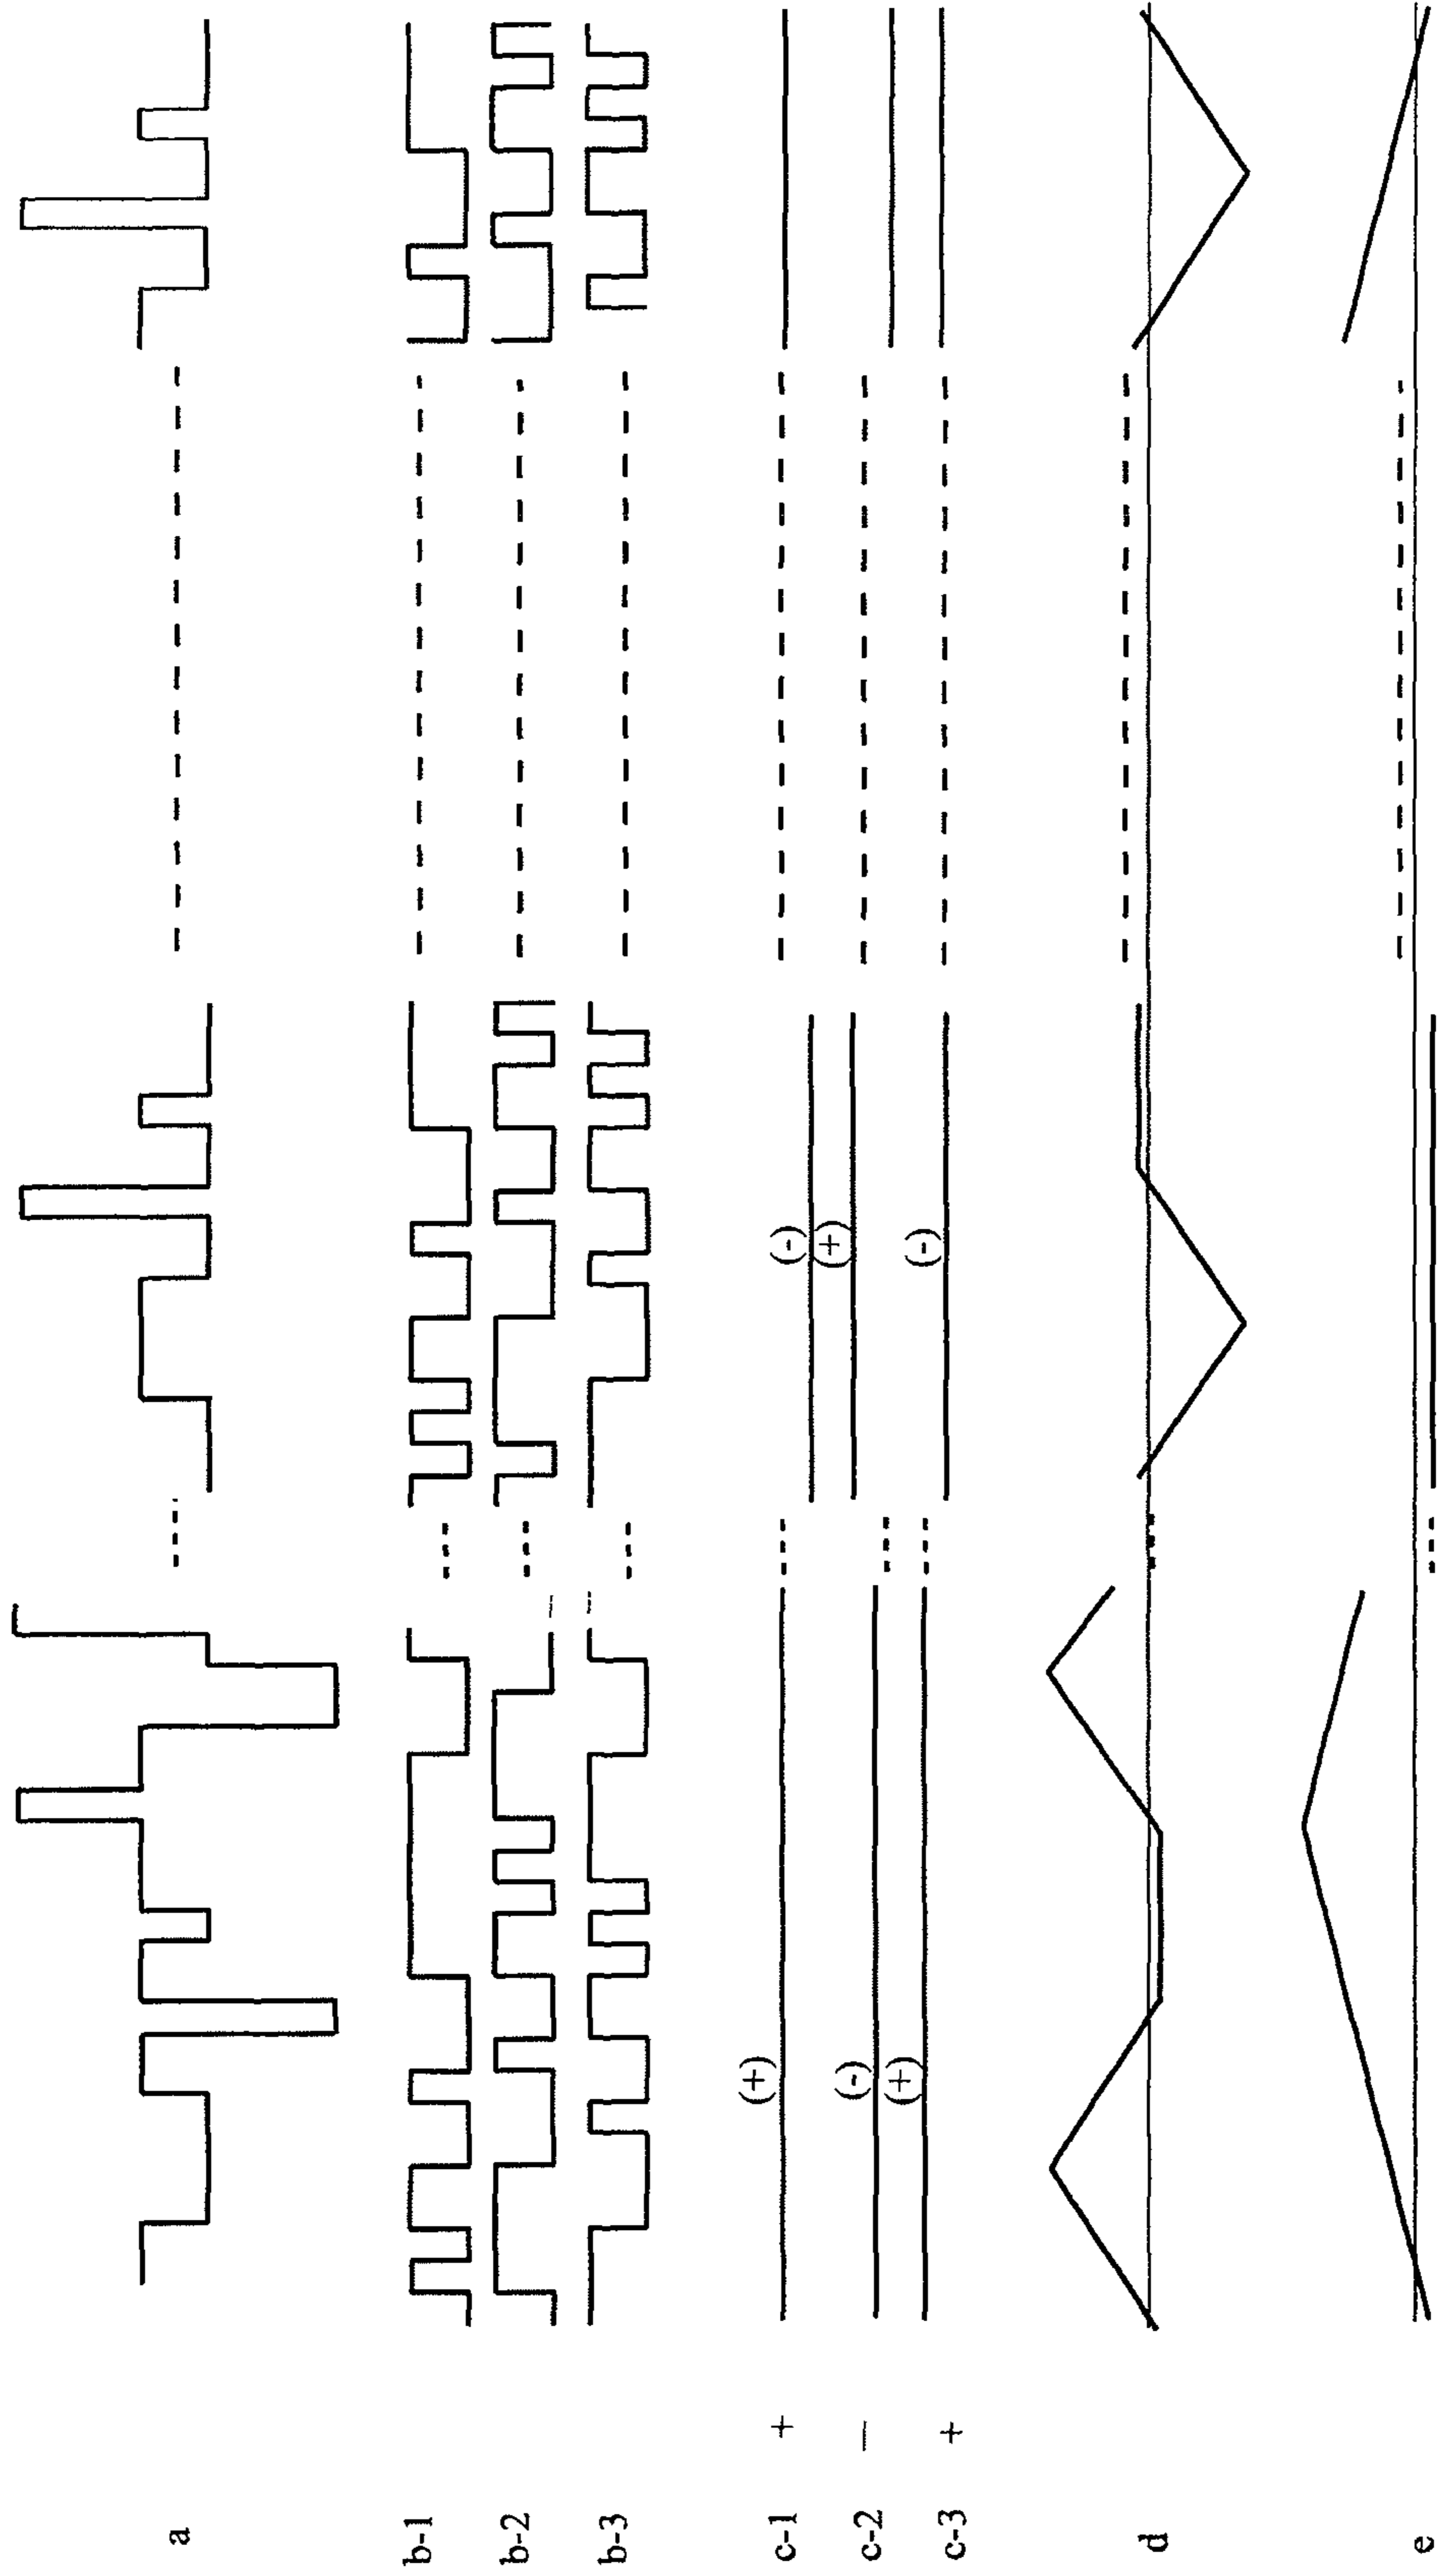 a
b-1
b-2
b-3
c-1 + (+) (-)
c-2 – (-) (+)
c-3 + (+) (-)
d
e